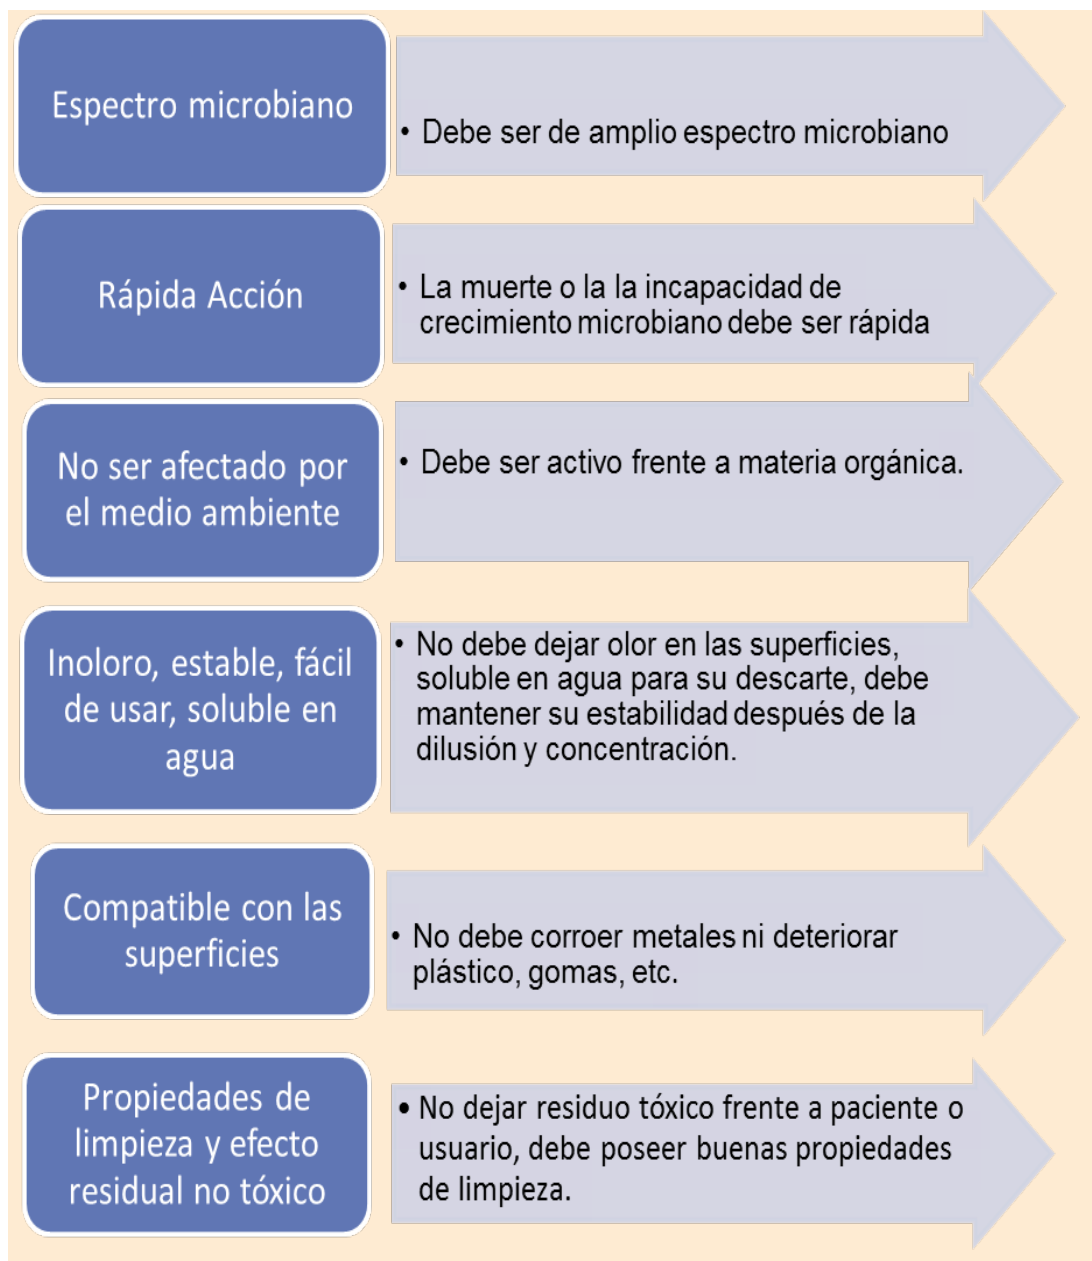 Espectro microbiano
• Debe ser de amplio espectro microbiano
Rápida Acción
• La muerte o la la incapacidad de
crecimiento microbiano debe ser rápida
No ser afectado por
el medio ambiente
• Debe ser activo frente a materia orgánica.
Inoloro, estable, fácil
de usar, soluble en
agua
• No debe dejar olor en las superficies,
soluble en agua para su descarte, debe
mantener su estabilidad después de la
dilusión y concentración.
Compatible con las
superficies
• No debe corroer metales ni deteriorar
plástico, gomas, etc.
Propiedades de
limpieza y efecto
residual no tóxico
• No dejar residuo tóxico frente a paciente o
usuario, debe poseer buenas propiedades
de limpieza.